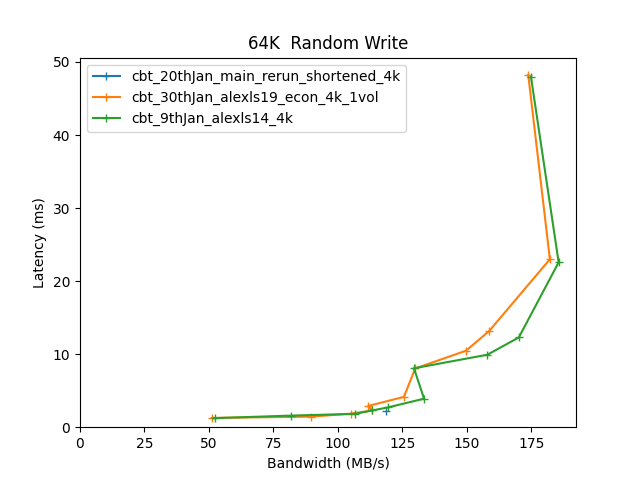 64K  Random Write
cbt_20thJan_main_rerun_shortened_4k
cbt_30thJan_alexls19_econ_4k_1vol
cbt_9thJan_alexls14_4k
50
40
30
20
10
0
Latency (ms)
0 25 50 75 100 125 150 175
Bandwidth (MB/s)